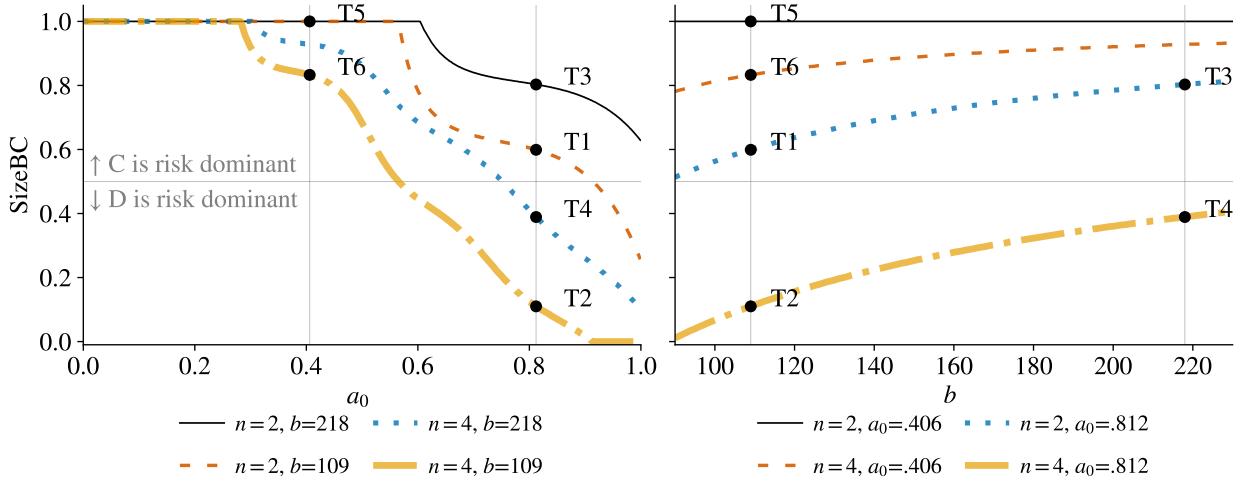 SizeBC
1.0
0.8
0.6
0.4
0.2
0.0
T5
T6
T3
T1
T4
T2
↑ C is risk dominant
↓ D is risk dominant
0.0 0.2 0.4 0.6 0.8 1.0
a₀
n=2, b=218
n=4, b=218
n=2, b=109
n=4, b=109
T5
T6
T3
T1
T4
T2
100 120 140 160 180 200 220
b
n=2, a₀=.406
n=2, a₀=.812
n=4, a₀=.406
n=4, a₀=.812